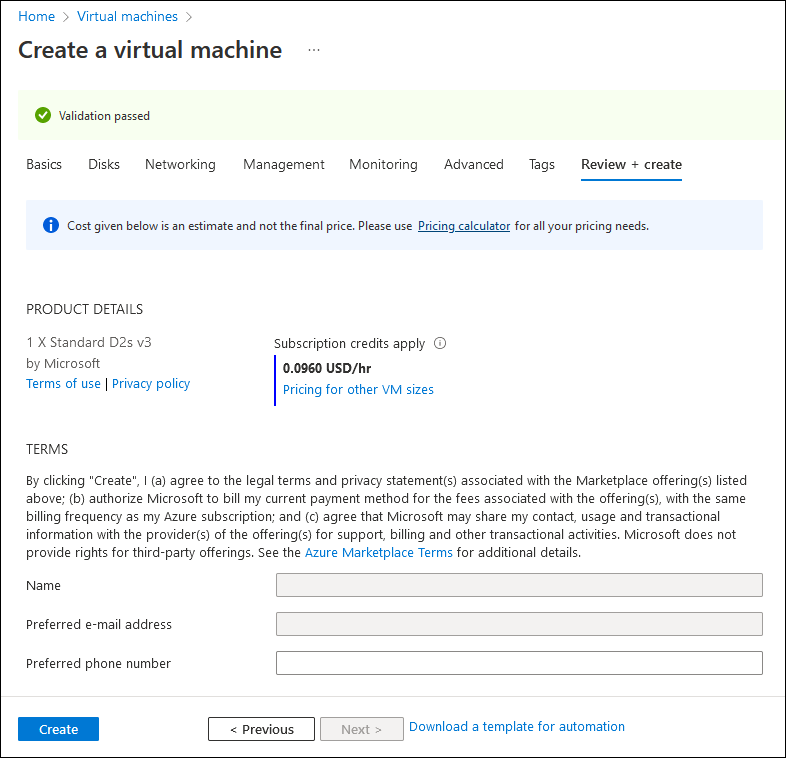 Home > Virtual machines >
Create a virtual machine ...
Validation passed
Basics Disks Networking Management Monitoring Advanced Tags Review + create
Cost given below is an estimate and not the final price. Please use Pricing calculator for all your pricing needs.
PRODUCT DETAILS
1 X Standard D2s v3
by Microsoft
Terms of use | Privacy policy
Subscription credits apply
0.0960 USD/hr
Pricing for other VM sizes
TERMS
By clicking "Create", I (a) agree to the legal terms and privacy statement(s) associated with the Marketplace offering(s) listed
above; (b) authorize Microsoft to bill my current payment method for the fees associated with the offering(s), with the same
billing frequency as my Azure subscription; and (c) agree that Microsoft may share my contact, usage and transactional
information with the provider(s) of the offering(s) for support, billing and other transactional activities. Microsoft does not
provide rights for third-party offerings. See the Azure Marketplace Terms for additional details.
Name
Preferred e-mail address
Preferred phone number
Create < Previous Next > Download a template for automation